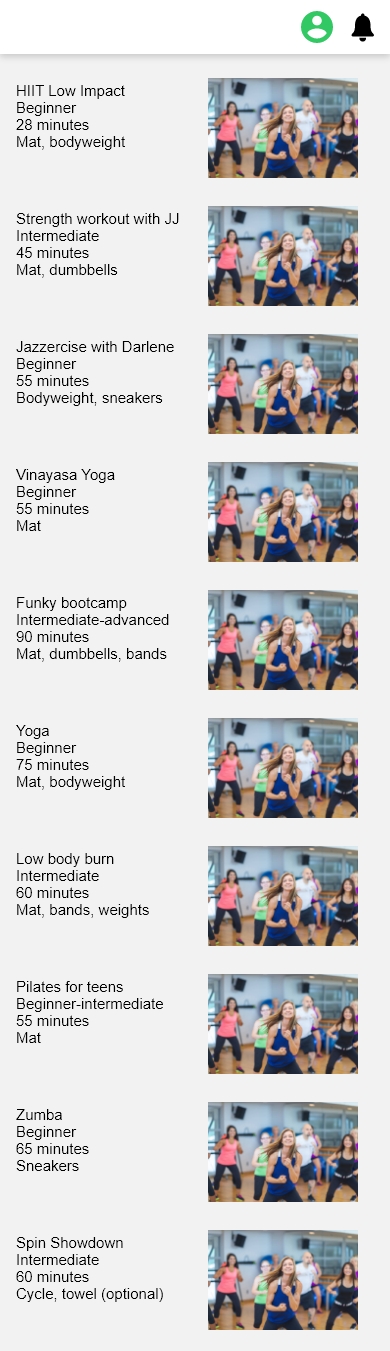 HIIT Low Impact
Beginner
28 minutes
Mat, bodyweight
Strength workout with JJ
Intermediate
45 minutes
Mat, dumbbells
Jazzercise with Darlene
Beginner
55 minutes
Bodyweight, sneakers
Vinayasa Yoga
Beginner
55 minutes
Mat
Funky bootcamp
Intermediate-advanced
90 minutes
Mat, dumbbells, bands
Yoga
Beginner
75 minutes
Mat, bodyweight
Low body burn
Intermediate
60 minutes
Mat, bands, weights
Pilates for teens
Beginner-intermediate
55 minutes
Mat
Zumba
Beginner
65 minutes
Sneakers
Spin Showdown
Intermediate
60 minutes
Cycle, towel (optional)